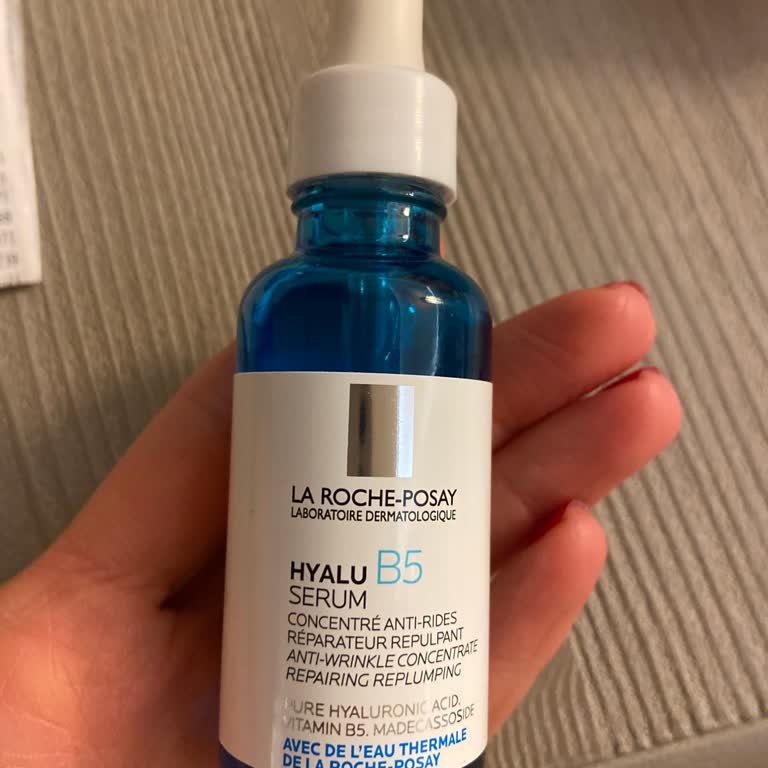 LA ROCHE-POSAY
LABORATOIRE DERMATOLOGIQUE
HYALU B5
SERUM
CONCENTRÉ ANTI-RIDES
RÉPARATEUR REPULPANT
ANTI-WRINKLE CONCENTRATE
REPAIRING REPLUMPING
PURE HYALURONIC ACID.
VITAMIN B5. MADECASSOSIDE
AVEC DE L'EAU THERMALE
DE LA ROCHE-POSAY